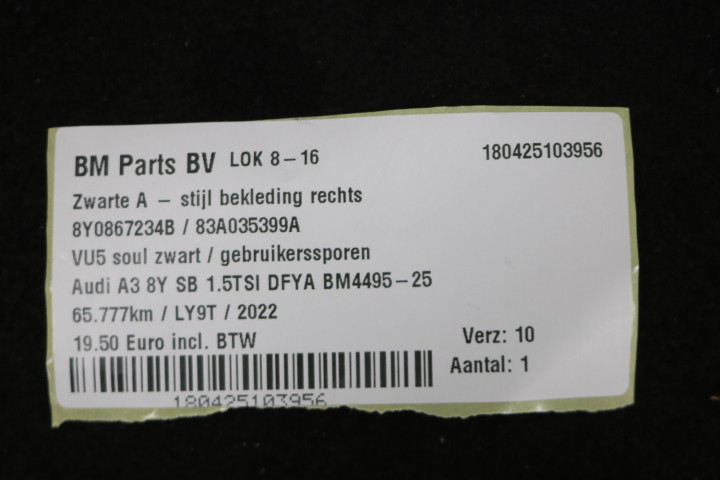 BM Parts BV LOK 8-16 180425103956
Zwarte A - stijl bekleding rechts
8Y0867234B / 83A035399A
VU5 soul zwart / gebruikerssporen
Audi A3 8Y SB 1.5TSI DFYA BM4495-25
65.777km / LY9T / 2022
19.50 Euro incl. BTW Verz: 10
Aantal: 1
180425103956